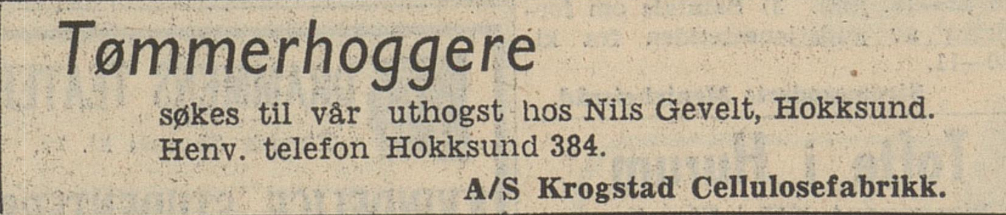 Tømmerhoggere
søkes til vår uthogst hos Nils Gevelt, Hokksund.
Henv. telefon Hokksund 384.
A/S Krogstad Cellulosefabrikk.